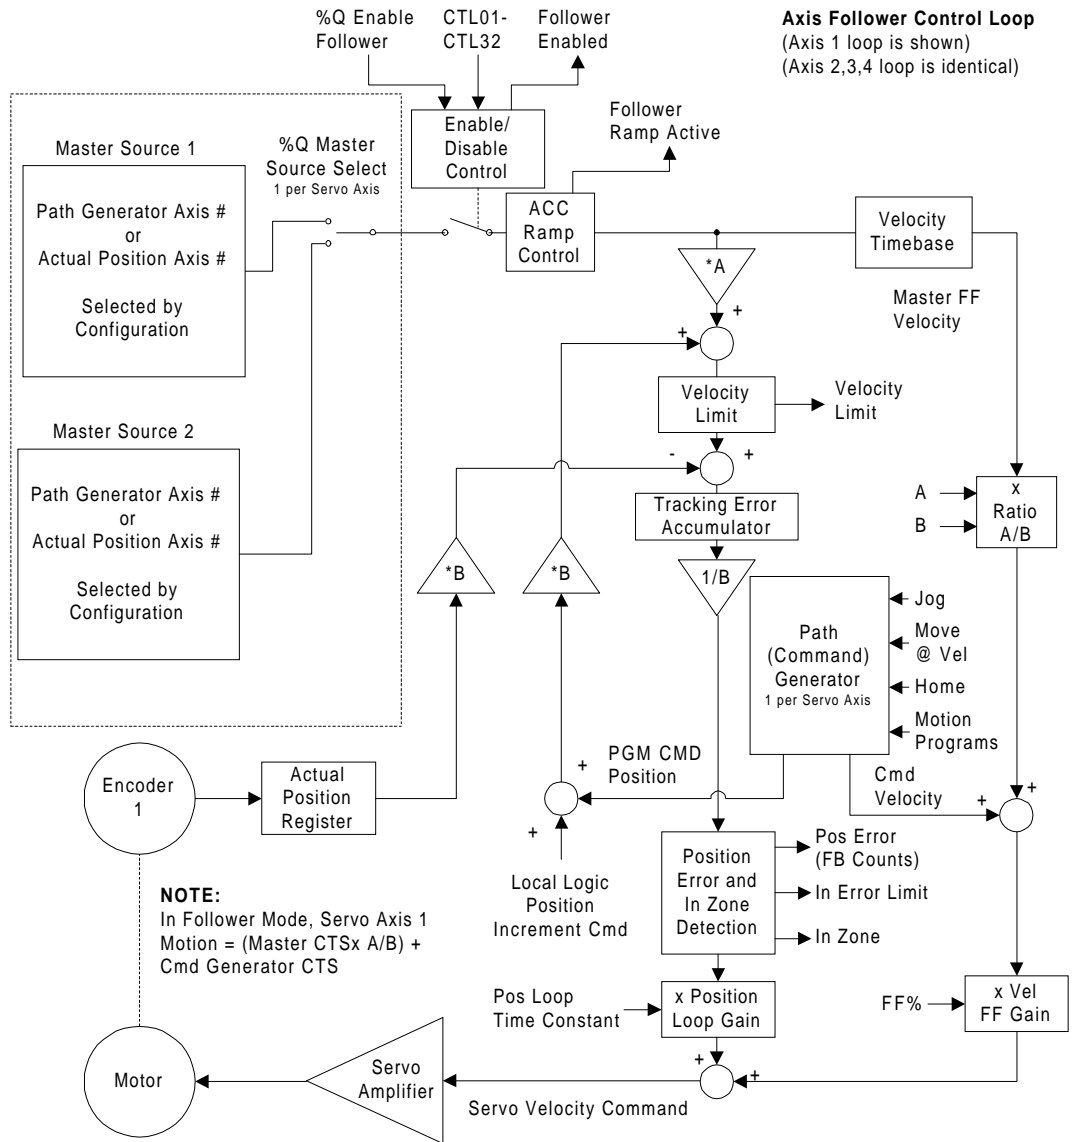 %Q Enable
Follower
CTL01-
CTL32
Follower
Enabled
Axis Follower Control Loop
(Axis 1 loop is shown)
(Axis 2,3,4 loop is identical)
Enable/
Disable
Control
Follower
Ramp Active
Master Source 1
%Q Master
Source Select
1 per Servo Axis
Path Generator Axis #
or
Actual Position Axis #
Selected by
Configuration
ACC
Ramp
Control
Velocity
Timebase
*A
Master FF
Velocity
+
+
Velocity
Limit
Velocity
Limit
Master Source 2
-
+
Path Generator Axis #
or
Actual Position Axis #
Selected by
Configuration
Tracking Error
Accumulator
A
B
x
Ratio
A/B
*B
*B
1/B
Path
(Command)
Generator
1 per Servo Axis
Jog
Move
@ Vel
Home
Motion
Programs
Encoder
1
Actual
Position
Register
+
PGM CMD
Position
Cmd
Velocity
+
+
+
Local Logic
Position
Increment Cmd
Position
Error and
In Zone
Detection
Pos Error
(FB Counts)
In Error Limit
In Zone
NOTE:
In Follower Mode, Servo Axis 1
Motion = (Master CTSx A/B) +
Cmd Generator CTS
Pos Loop
Time Constant
x Position
Loop Gain
FF%
x Vel
FF Gain
+
+
Motor
Servo
Amplifier
Servo Velocity Command